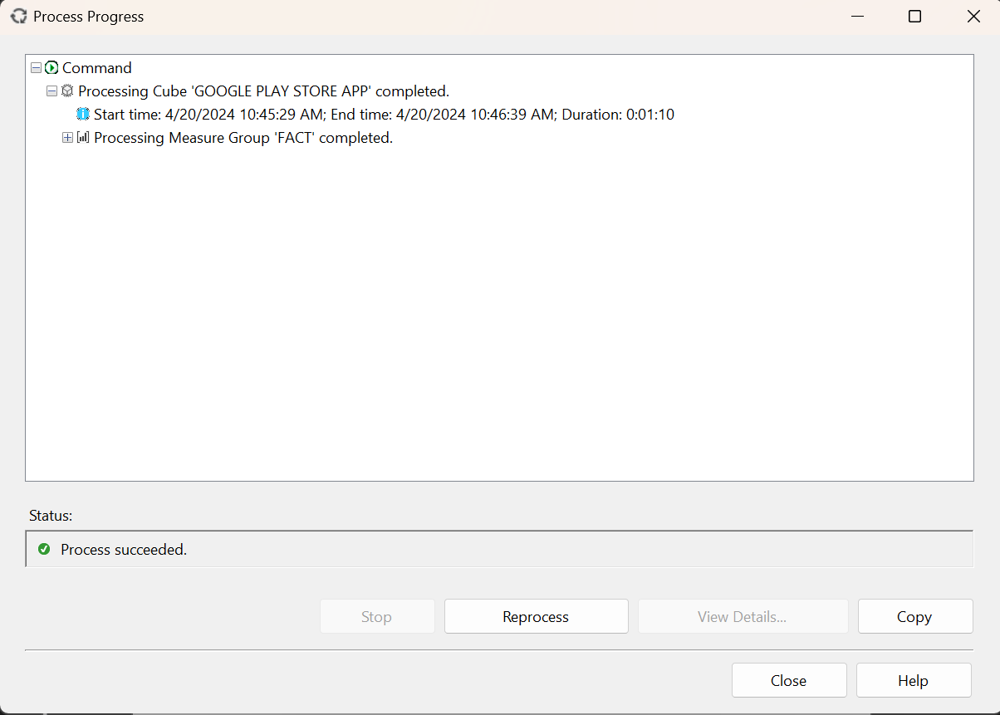 Process Progress
Command
Processing Cube 'GOOGLE PLAY STORE APP' completed.
Start time: 4/20/2024 10:45:29 AM; End time: 4/20/2024 10:46:39 AM; Duration: 0:01:10
Processing Measure Group 'FACT' completed.
Status:
Process succeeded.
Stop Reprocess View Details... Copy
Close Help